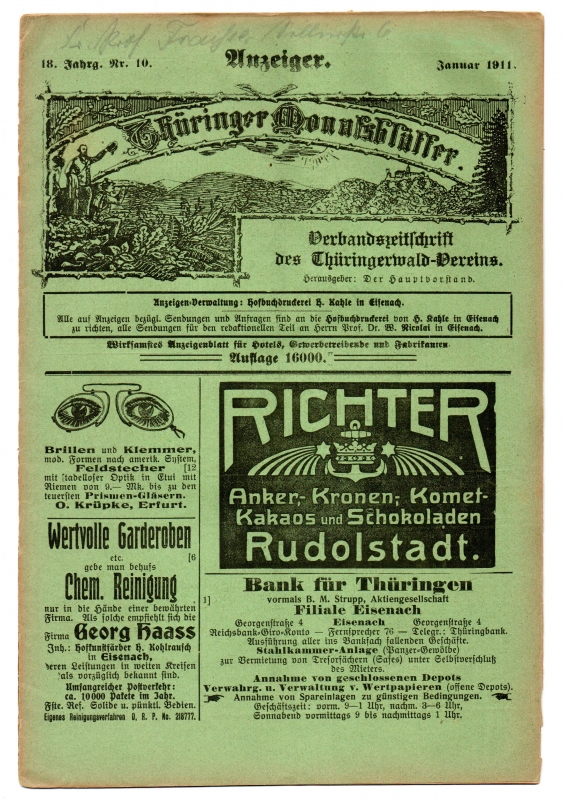 18. Jahrg. Nr. 10.
Anzeiger.
Januar 1911.
Thüringer Monatsblätter.
Verbandszeitschrift
des Thüringerwald-Vereins.
Herausgeber: Der Hauptvorstand.
Anzeigen-Verwaltung: Hofbuchdruckerei H. Kahle in Eisenach.
Alle auf Anzeigen bezügl. Sendungen und Anfragen sind an die Hofbuchdruckerei von H. Kahle in Eisenach
zu richten, alle Sendungen für den redaktionellen Teil an Herrn Prof. Dr. W. Nicolai in Eisenach.
Wirksamstes Anzeigenblatt für Hotels, Gewerbetreibende und Fabrikanten.
Auflage 16000.
Brillen und Klemmer,
mod. Formen nach amerik. System,
Feldstecher [12
mit tadelloser Optik in Etui mit
Riemen von 9.— Mk. bis zu den
teuersten Prismen-Gläsern.
O. Krüpke, Erfurt.
Wertvolle Garderoben
etc. [6
gebe man behufs
Chem. Reinigung
nur in die Hände einer bewährten
Firma. Als solche empfiehlt sich die
Firma Georg Haass
Inh.: Hofkunstfärber H. Kohlrausch
in Eisenach,
deren Leistungen in weiten Kreisen
als vorzüglich bekannt sind.
Umfangreicher Postverkehr:
ca. 10000 Pakete im Jahr.
Fste. Ref. Solide u. pünktl. Bedien.
Eigenes Reinigungsverfahren D. R. P. No. 218777.
RICHTER
Anker-, Kronen-, Komet-
Kakaos und Schokoladen
Rudolstadt.
Bank für Thüringen
1] vormals B. M. Strupp, Aktiengesellschaft
Filiale Eisenach
Georgenstraße 4 Eisenach Georgenstraße 4
Reichsbank-Giro-Konto — Fernsprecher 76 — Telegr.: Thüringbank.
Ausführung aller ins Bankfach fallenden Geschäfte.
Stahlkammer-Anlage (Panzer-Gewölbe)
zur Vermietung von Tresorfächern (Safes) unter Selbstverschluß
des Mieters.
Annahme von geschlossenen Depots
Verwahrg. u. Verwaltung v. Wertpapieren (offene Depots).
Annahme von Spareinlagen zu günstigen Bedingungen.
Geschäftszeit: vorm. 9—1 Uhr, nachm. 3—6 Uhr,
Sonnabend vormittags 9 bis nachmittags 1 Uhr.